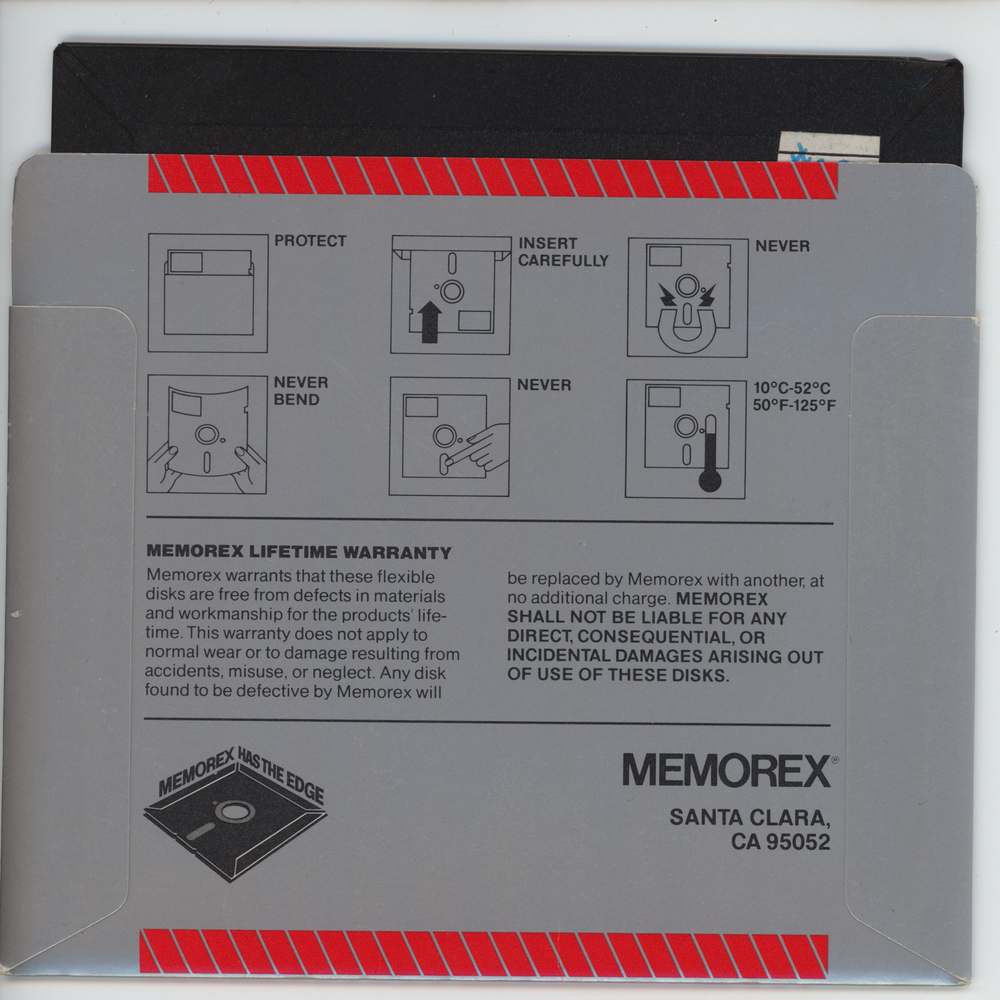 PROTECT
INSERT
CAREFULLY
NEVER
NEVER
BEND
NEVER
10°C-52°C
50°F-125°F
MEMOREX LIFETIME WARRANTY
Memorex warrants that these flexible
disks are free from defects in materials
and workmanship for the products' life-
time. This warranty does not apply to
normal wear or to damage resulting from
accidents, misuse, or neglect. Any disk
found to be defective by Memorex will
be replaced by Memorex with another, at
no additional charge. MEMOREX
SHALL NOT BE LIABLE FOR ANY
DIRECT, CONSEQUENTIAL, OR
INCIDENTAL DAMAGES ARISING OUT
OF USE OF THESE DISKS.
MEMOREX HAS THE EDGE
MEMOREX®
SANTA CLARA,
CA 95052